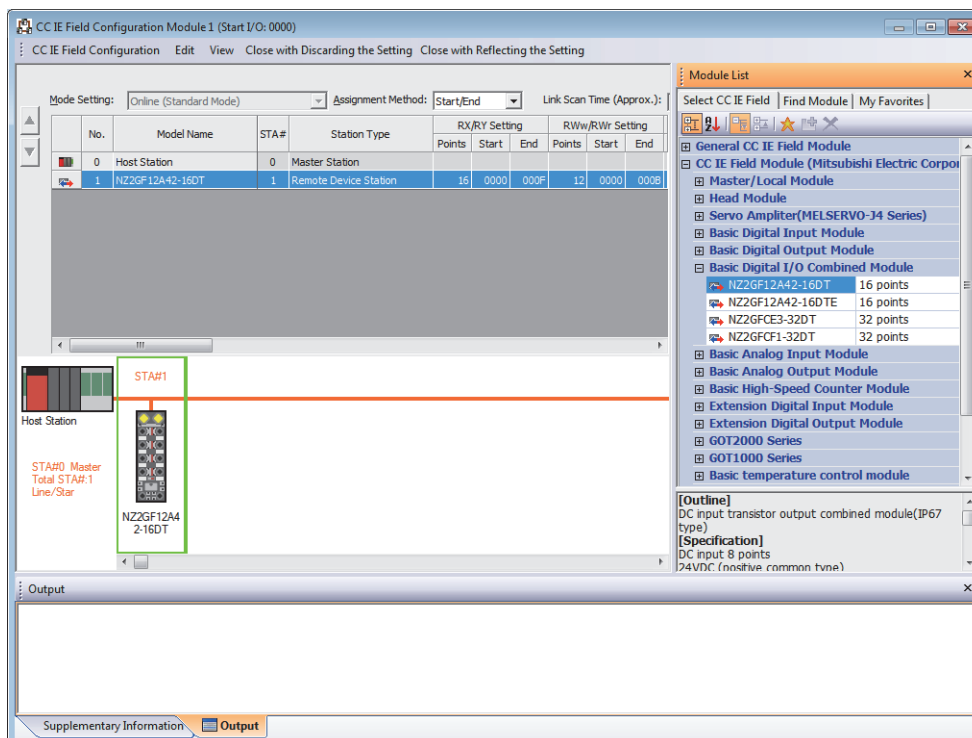 CC IE Field Configuration Module 1 (Start I/O: 0000)
CC IE Field Configuration Edit View Close with Discarding the Setting Close with Reflecting the Setting
Mode Setting: Online (Standard Mode) Assignment Method: Start/End Link Scan Time (Approx.):
No. Model Name STA# Station Type RX/RY Setting RWw/RWr Setting
Points Start End Points Start End
0 Host Station 0 Master Station
1 NZ2GF12A42-16DT 1 Remote Device Station 16 0000 000F 12 0000 000B
STA#1
Host Station
STA#0 Master
Total STA#:1
Line/Star
NZ2GF12A4
2-16DT
Module List
Select CC IE Field Find Module My Favorites
General CC IE Field Module
CC IE Field Module (Mitsubishi Electric Corpor
Master/Local Module
Head Module
Servo Ampliter(MELSERVO-J4 Series)
Basic Digital Input Module
Basic Digital Output Module
Basic Digital I/O Combined Module
NZ2GF12A42-16DT 16 points
NZ2GF12A42-16DTE 16 points
NZ2GFCE3-32DT 32 points
NZ2GFCF1-32DT 32 points
Basic Analog Input Module
Basic Analog Output Module
Basic High-Speed Counter Module
Extension Digital Input Module
Extension Digital Output Module
GOT2000 Series
GOT1000 Series
Basic temperature control module
[Outline]
DC input transistor output combined module(IP67
type)
[Specification]
DC input 8 points
24VDC (positive common type)
Output
Supplementary Information Output